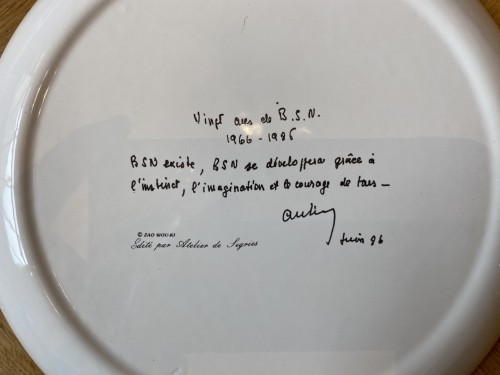 Vingt ans de B.S.N.
1966-1986
BSN existe, BSN se développera grâce à
l'instinct, l'imagination et le courage de tous -
Juin 86
© ZAO WOU-KI
Edité par Atelier de Segries